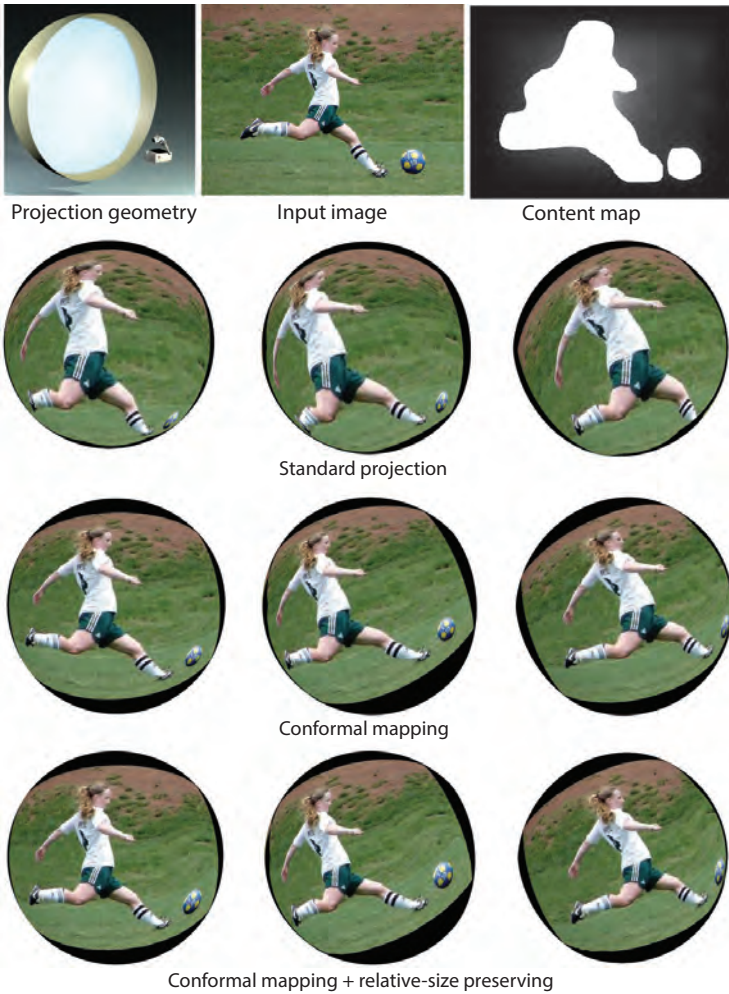 Projection geometry
Input image
Content map
Standard projection
Conformal mapping
Conformal mapping + relative-size preserving